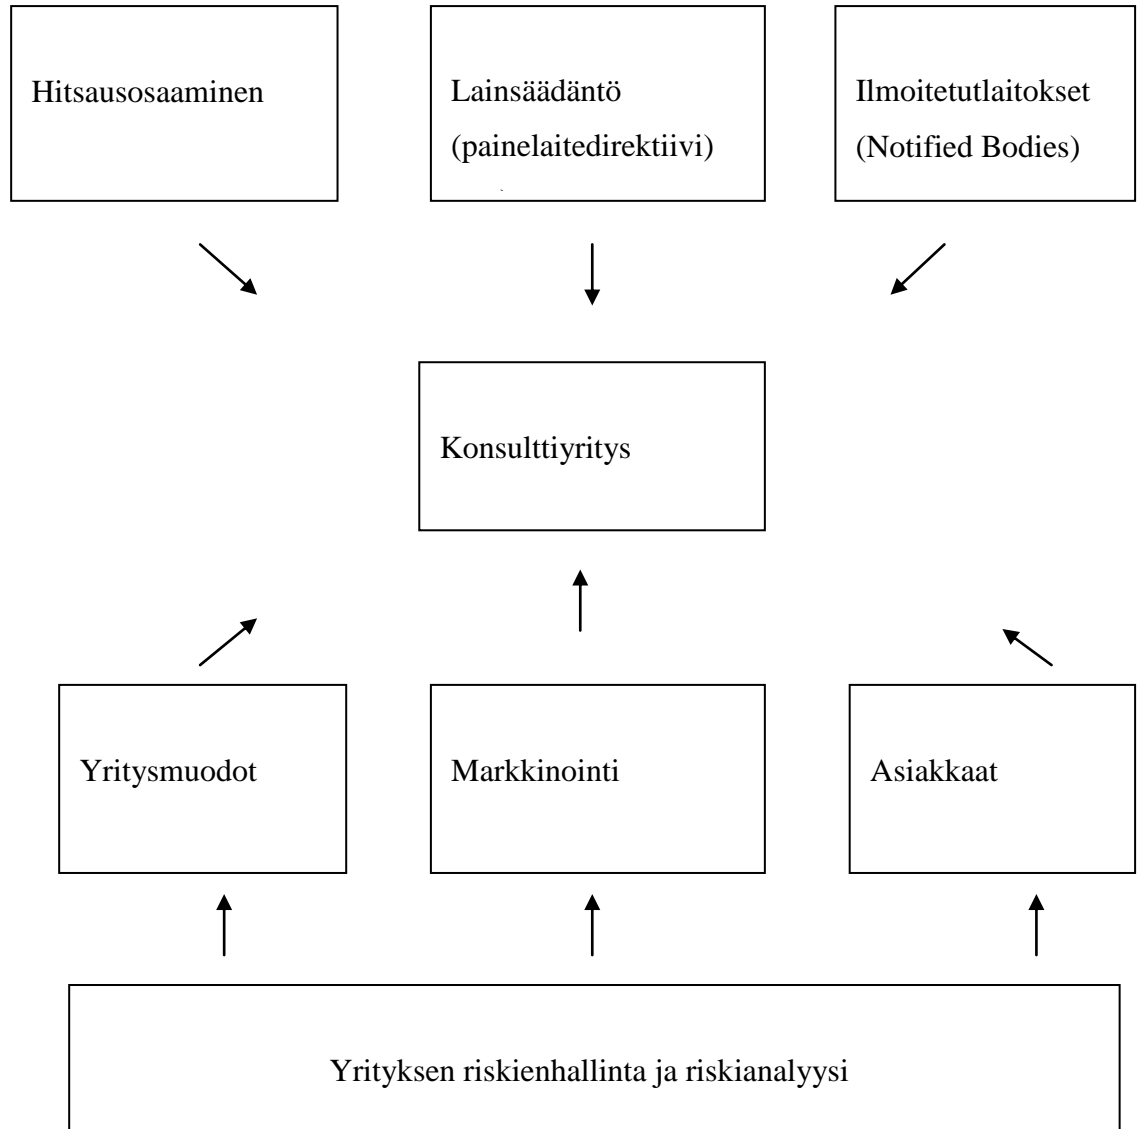 Hitsausosaaminen
Lainsäädäntö
(painelaitedirektiivi)
Ilmoitetutlaitokset
(Notified Bodies)
Konsulttiyritys
Yritysmuodot
Markkinointi
Asiakkaat
Yrityksen riskienhallinta ja riskianalyysi